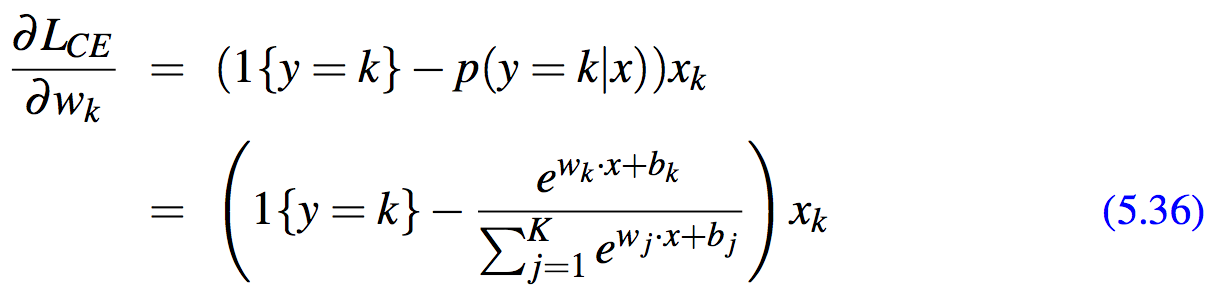 ∂L_CE/∂w_k = (1{y = k} − p(y = k|x))x_k
= (1{y = k} − e^{w_k·x+b_k} / ∑_{j=1}^{K} e^{w_j·x+b_j}) x_k (5.36)